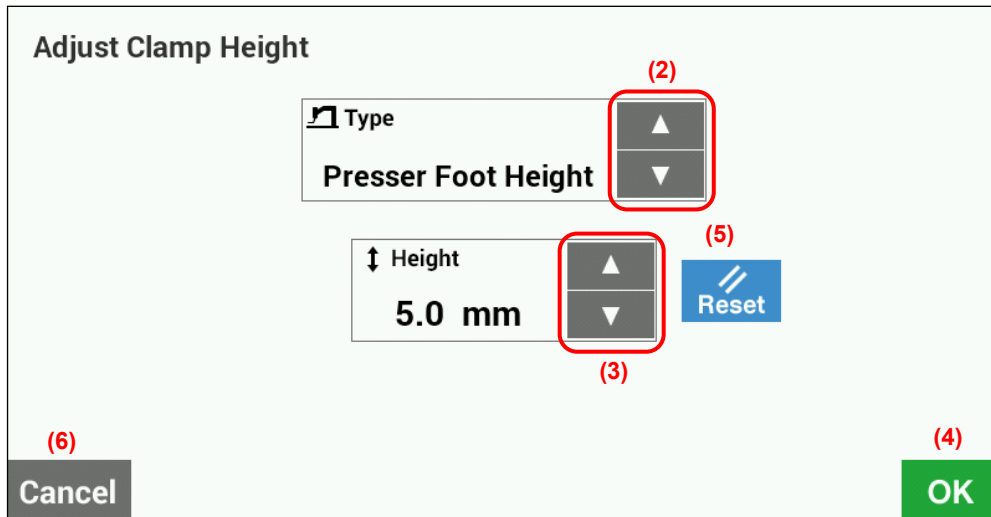 Adjust Clamp Height
(2)
Type
▲
Presser Foot Height
▼
(5)
Height
▲
Reset
5.0 mm
▼
(3)
(6)
(4)
Cancel
OK